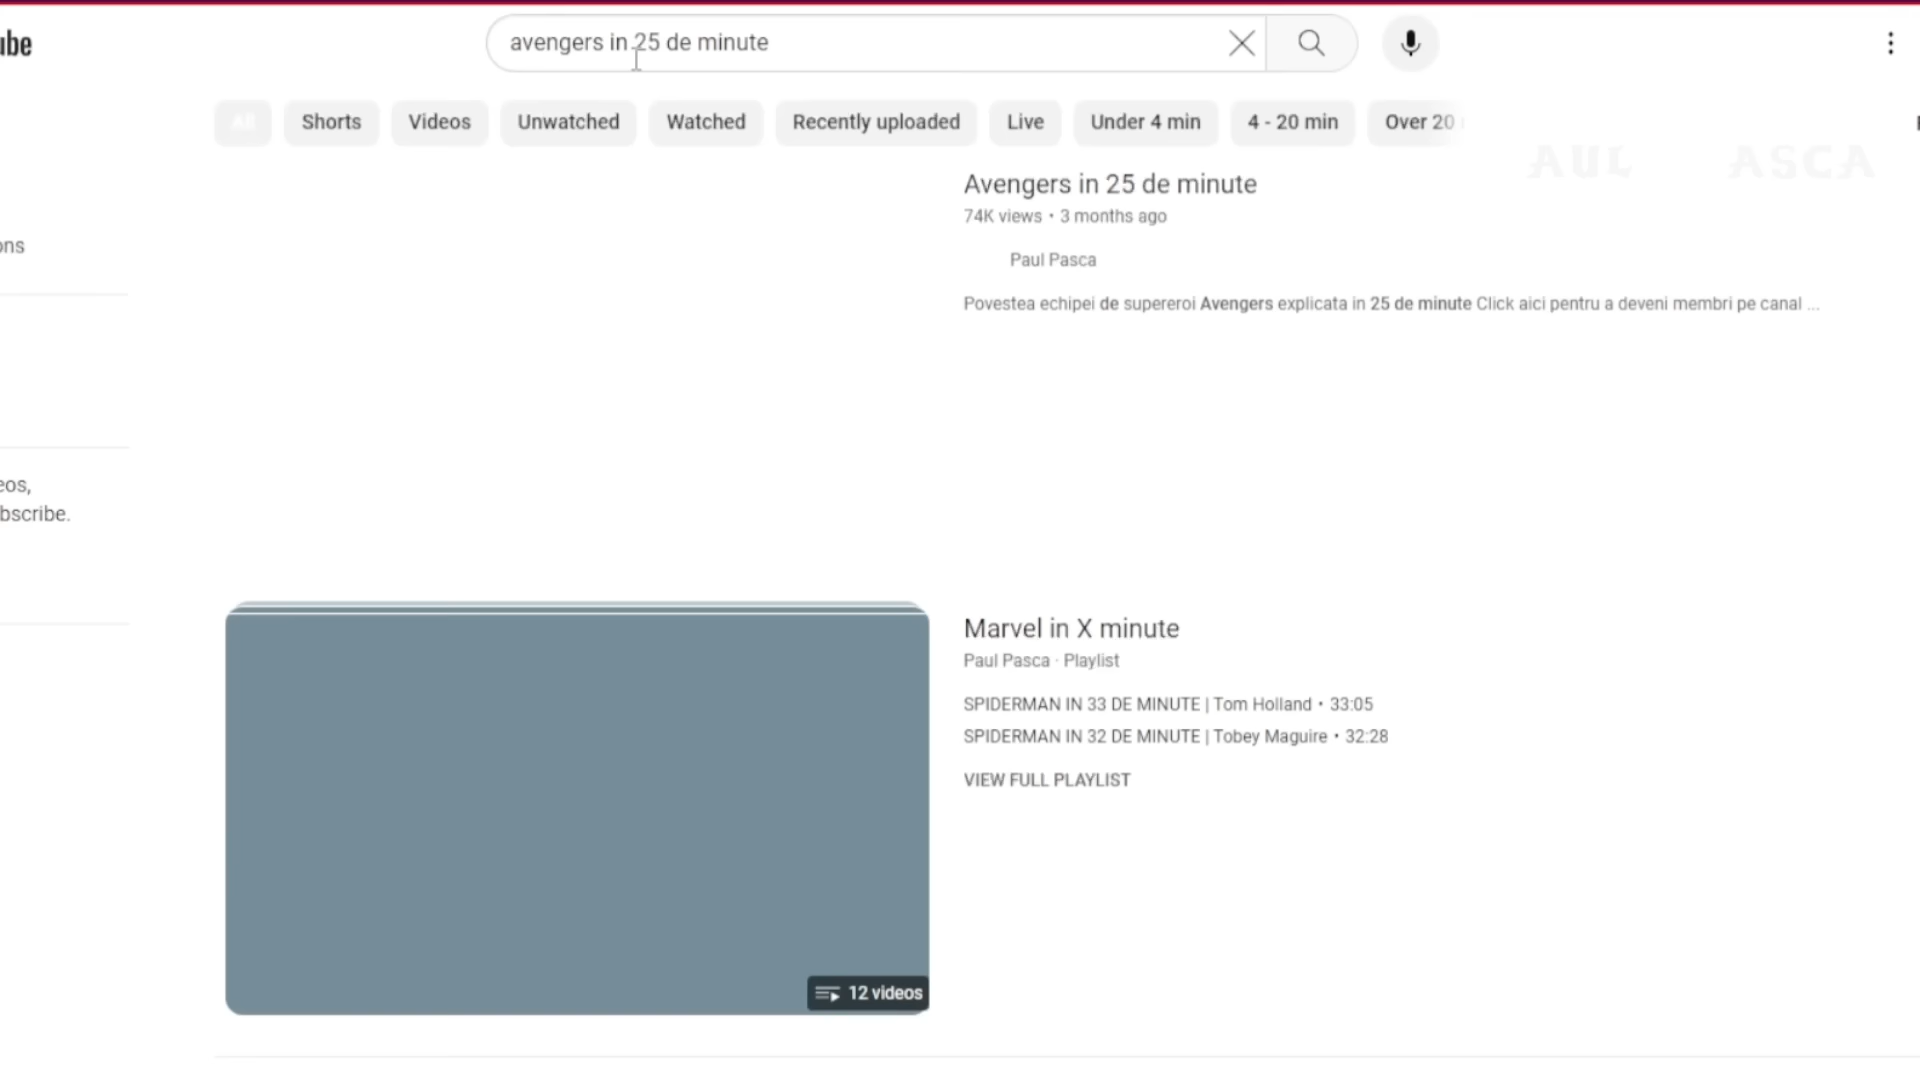 ube
avengers in 25 de minute
All
Shorts
Videos
Unwatched
Watched
Recently uploaded
Live
Under 4 min
4 - 20 min
Over 20
AUL ASCA
Avengers in 25 de minute
74K views • 3 months ago
Paul Pasca
Povestea echipei de supereroi Avengers explicata in 25 de minute Click aici pentru a deveni membri pe canal ...
ons
eos,
bscribe.
Marvel in X minute
Paul Pasca · Playlist
SPIDERMAN IN 33 DE MINUTE | Tom Holland • 33:05
SPIDERMAN IN 32 DE MINUTE | Tobey Maguire • 32:28
VIEW FULL PLAYLIST
12 videos